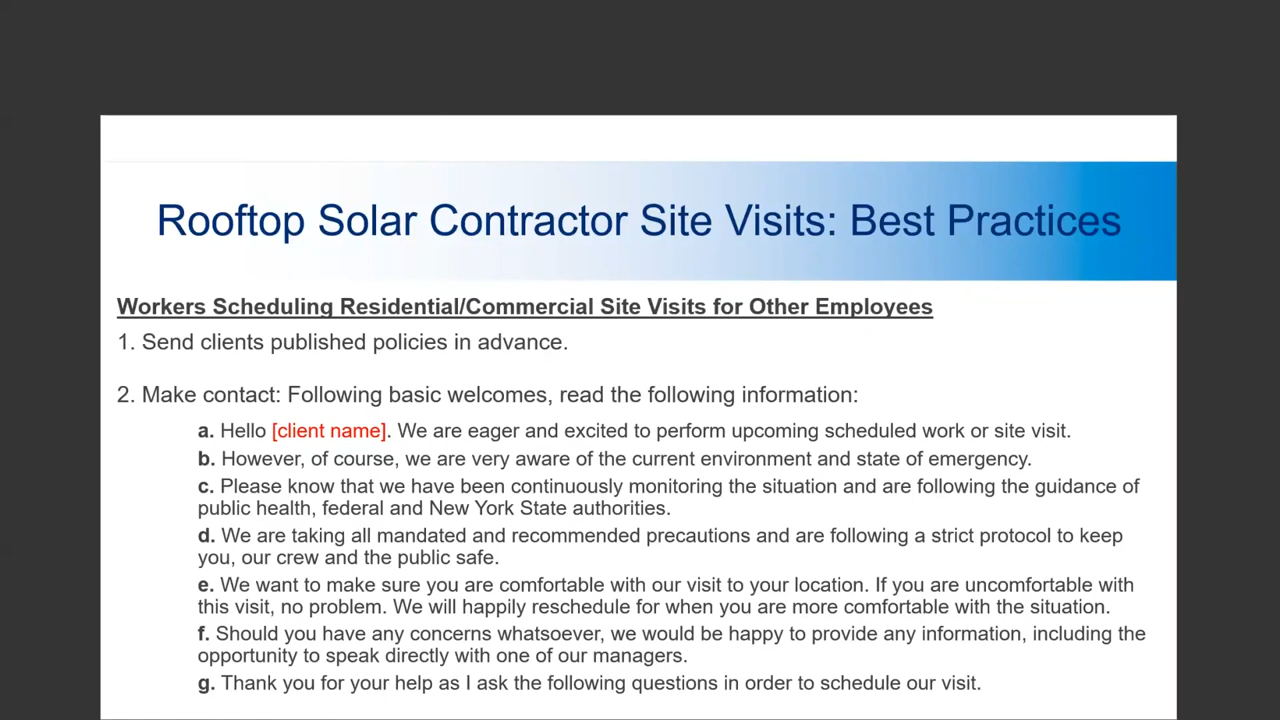 Rooftop Solar Contractor Site Visits: Best Practices
Workers Scheduling Residential/Commercial Site Visits for Other Employees
1. Send clients published policies in advance.
2. Make contact: Following basic welcomes, read the following information:
a. Hello [client name]. We are eager and excited to perform upcoming scheduled work or site visit.
b. However, of course, we are very aware of the current environment and state of emergency.
c. Please know that we have been continuously monitoring the situation and are following the guidance of
public health, federal and New York State authorities.
d. We are taking all mandated and recommended precautions and are following a strict protocol to keep
you, our crew and the public safe.
e. We want to make sure you are comfortable with our visit to your location. If you are uncomfortable with
this visit, no problem. We will happily reschedule for when you are more comfortable with the situation.
f. Should you have any concerns whatsoever, we would be happy to provide any information, including the
opportunity to speak directly with one of our managers.
g. Thank you for your help as I ask the following questions in order to schedule our visit.